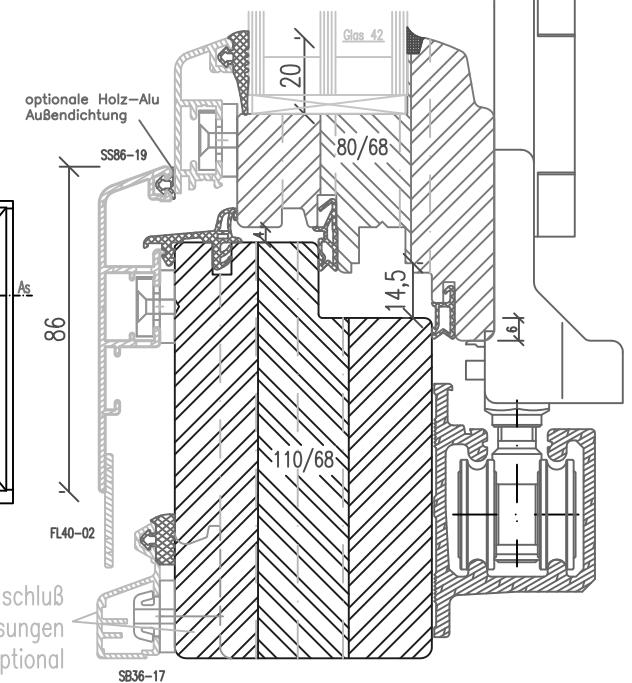 Glas 42
20
optionale Holz–Alu
Außendichtung
SS86-19
80/68
4
As
86
14,5
6
110/68
FL40-02
schluß
sungen
ptional
SB36-17